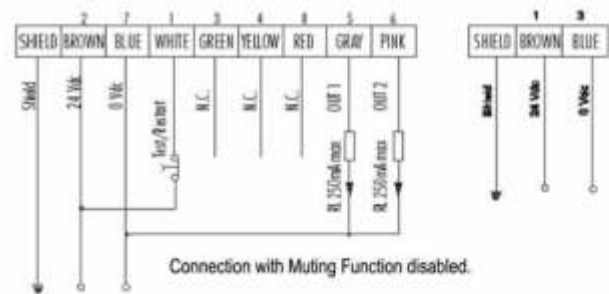 2 7 1 3 4 8 5 6
SHIELD BROWN BLUE WHITE GREEN YELLOW RED GRAY PINK
Shield
24 Vdc
0 Vdc
Test/Restart
N.C.
N.C.
N.C.
OUT 1
RL 250mA max
OUT 2
RL 250mA max
1 3
SHIELD BROWN BLUE
Shield
24 Vdc
0 Vdc
Connection with Muting Function disabled.